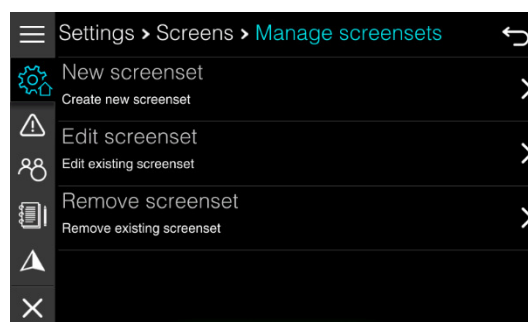 Settings > Screens > Manage screensets
New screenset
Create new screenset
Edit screenset
Edit existing screenset
Remove screenset
Remove existing screenset